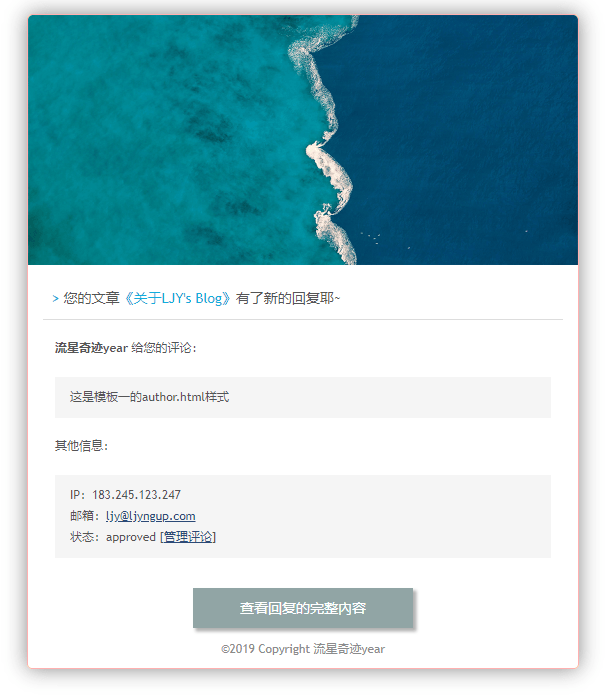 > 您的文章《关于LJY's Blog》有了新的回复耶~
流星奇迹year 给您的评论：
这是模板一的author.html样式
其他信息：
IP：183.245.123.247
邮箱：ljy@ljyngup.com
状态：approved [管理评论]
查看回复的完整内容
©2019 Copyright 流星奇迹year